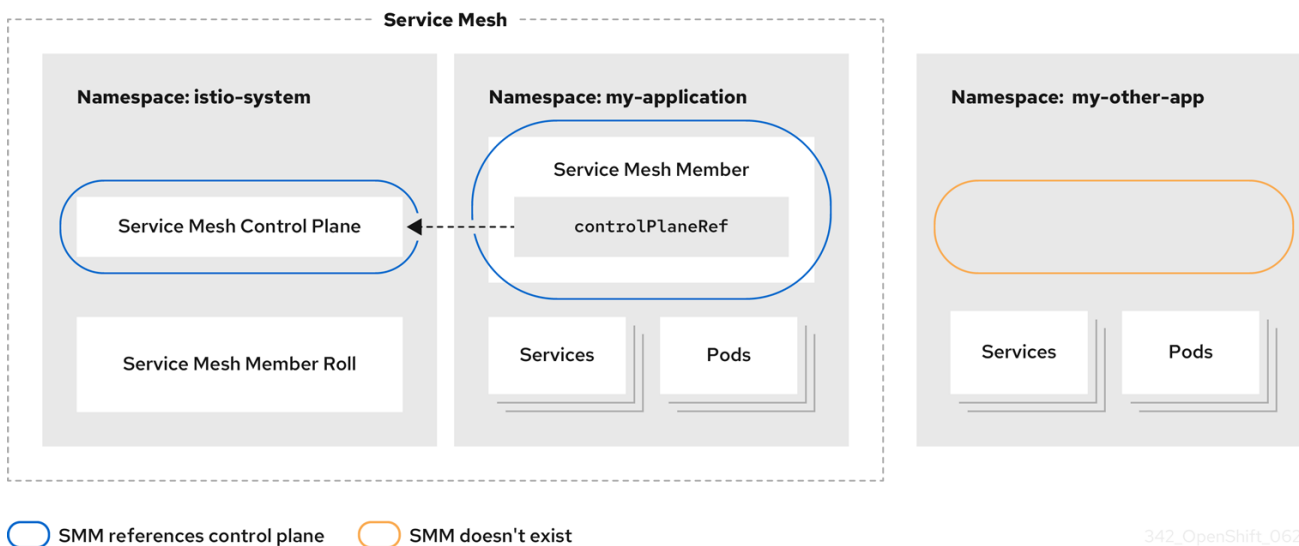 Service Mesh
Namespace: istio-system
Service Mesh Control Plane
Service Mesh Member Roll
Namespace: my-application
Service Mesh Member
controlPlaneRef
Services
Pods
Namespace: my-other-app
Services
Pods
SMM references control plane
SMM doesn't exist
342_OpenShift_062